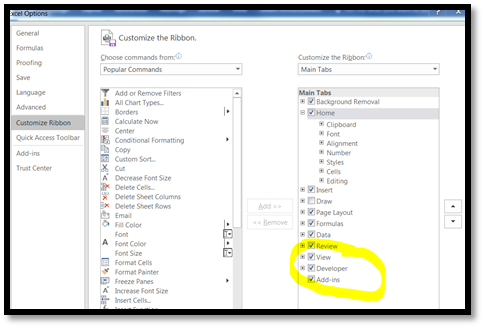 Excel Options
General
Formulas
Proofing
Save
Language
Advanced
Customize Ribbon
Quick Access Toolbar
Add-ins
Trust Center
Customize the Ribbon.
Choose commands from:
Popular Commands
Add or Remove Filters
All Chart Types...
Borders
Calculate Now
Center
Conditional Formatting
Copy
Custom Sort...
Cut
Decrease Font Size
Delete Cells...
Delete Sheet Columns
Delete Sheet Rows
Email
Fill Color
Font
Font Color
Font Size
Format Cells
Format Painter
Freeze Panes
Increase Font Size
Insert Cells...
Insert Function
Add >>
<< Remove
Customize the Ribbon:
Main Tabs
Main Tabs
Background Removal
Home
Clipboard
Font
Alignment
Number
Styles
Cells
Editing
Insert
Draw
Page Layout
Formulas
Data
Review
View
Developer
Add-ins